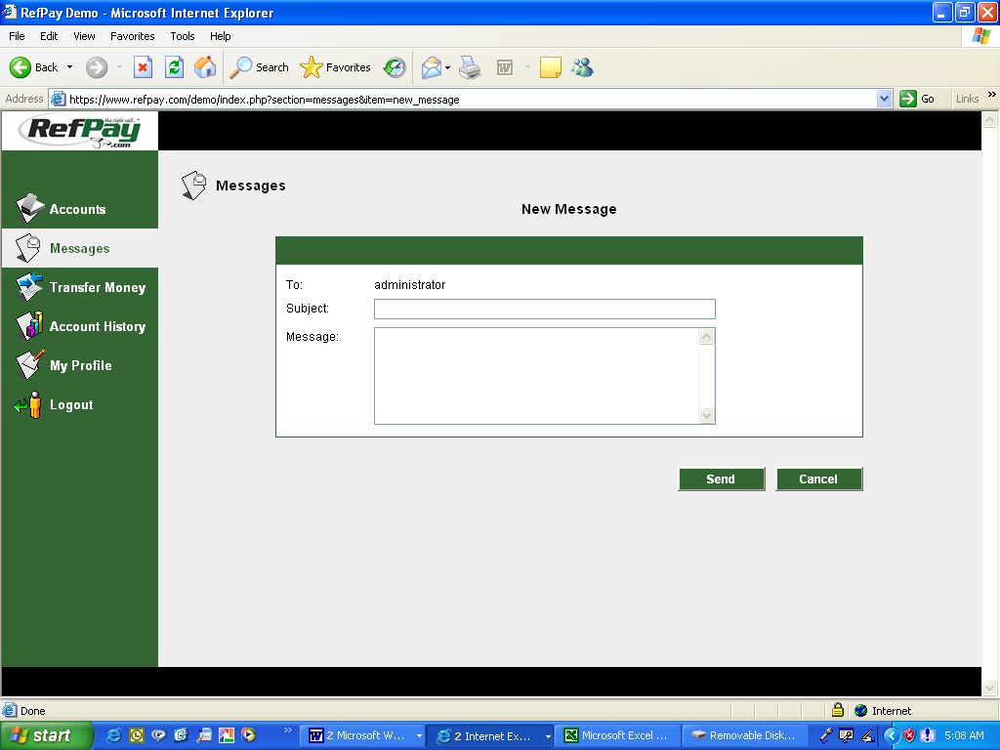 RefPay Demo - Microsoft Internet Explorer
File Edit View Favorites Tools Help
Back Search Favorites
Address https://www.refpay.com/demo/index.php?section=messages&item=new_message Go Links »
the right call...
RefPay
.com
Messages
New Message
Accounts
Messages
Transfer Money
Account History
My Profile
Logout
To: administrator
Subject:
Message:
Send Cancel
Done Internet
start » 2 Microsoft W... 2 Internet Ex... Microsoft Excel ... Removable Disk... 5:08 AM